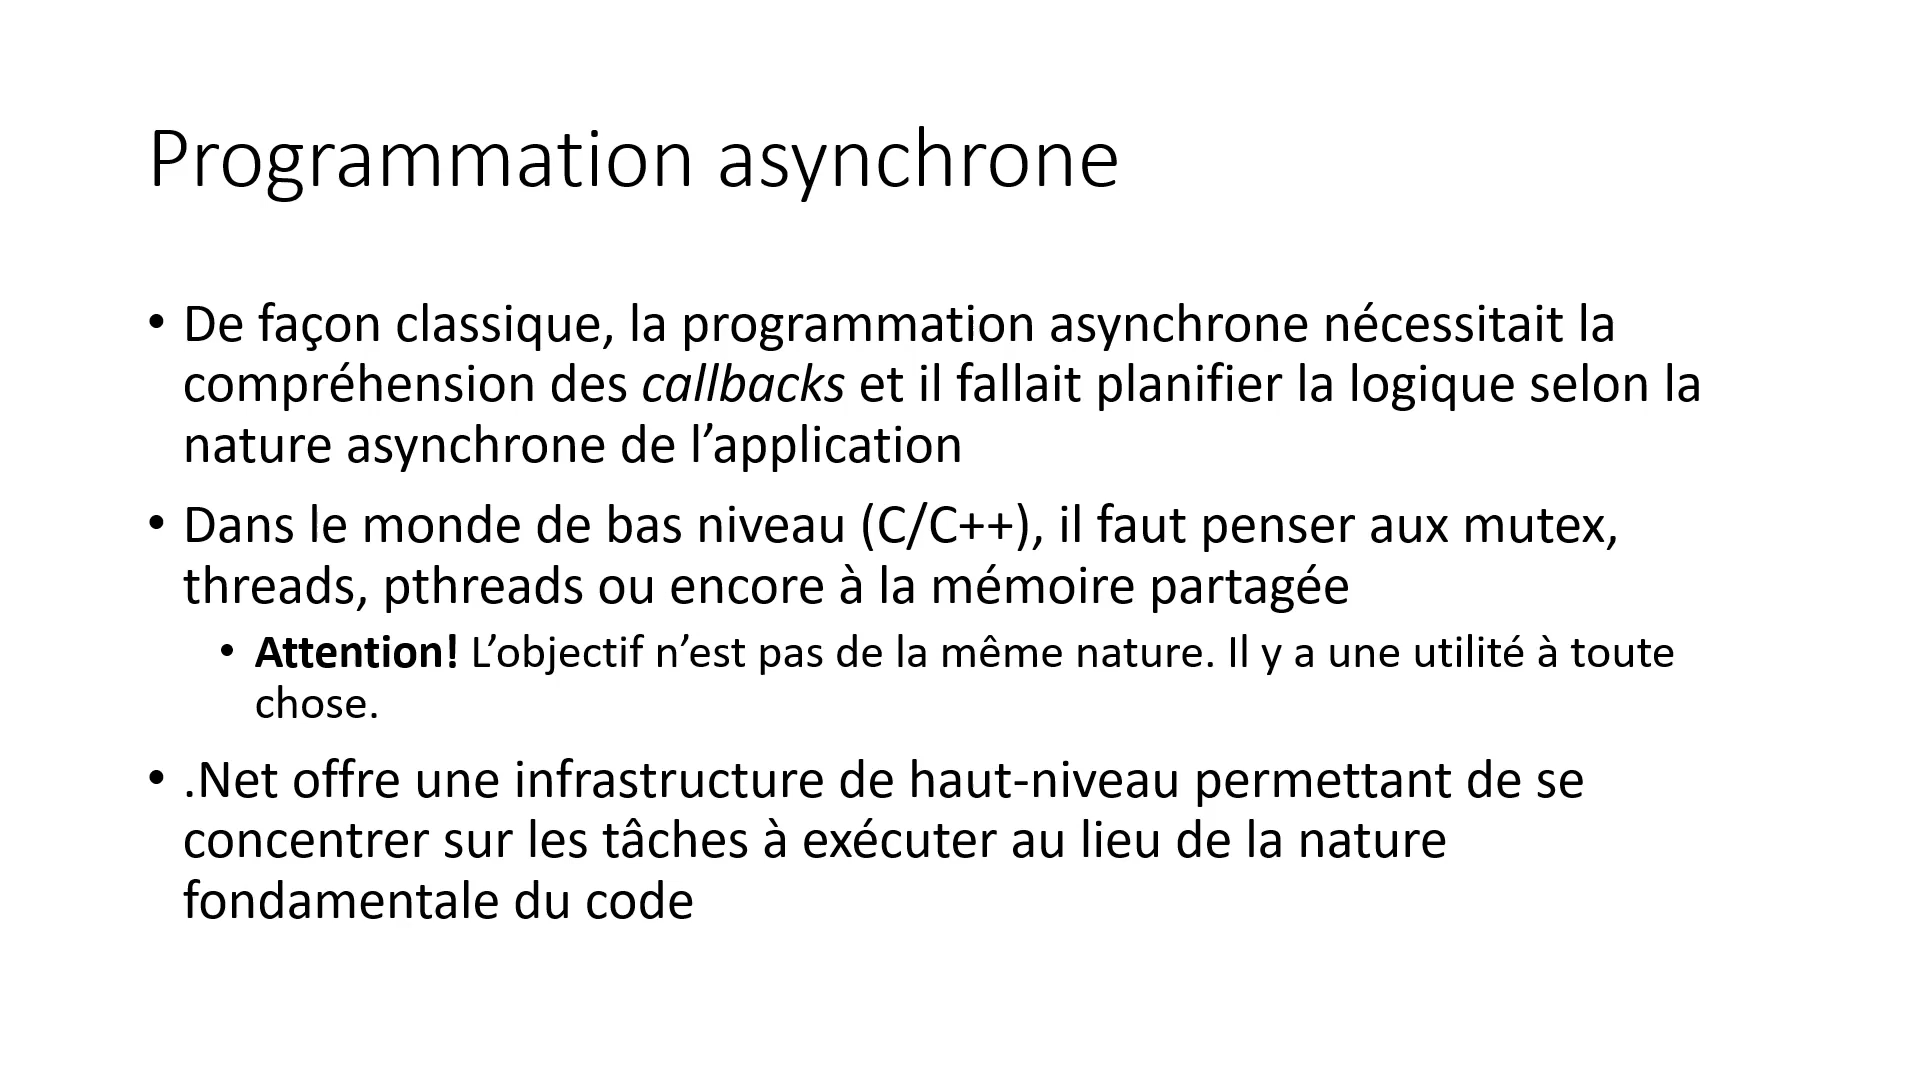 Programmation asynchrone
• De façon classique, la programmation asynchrone nécessitait la
compréhension des callbacks et il fallait planifier la logique selon la
nature asynchrone de l’application
• Dans le monde de bas niveau (C/C++), il faut penser aux mutex,
threads, pthreads ou encore à la mémoire partagée
• Attention! L’objectif n’est pas de la même nature. Il y a une utilité à toute
chose.
• .Net offre une infrastructure de haut-niveau permettant de se
concentrer sur les tâches à exécuter au lieu de la nature
fondamentale du code